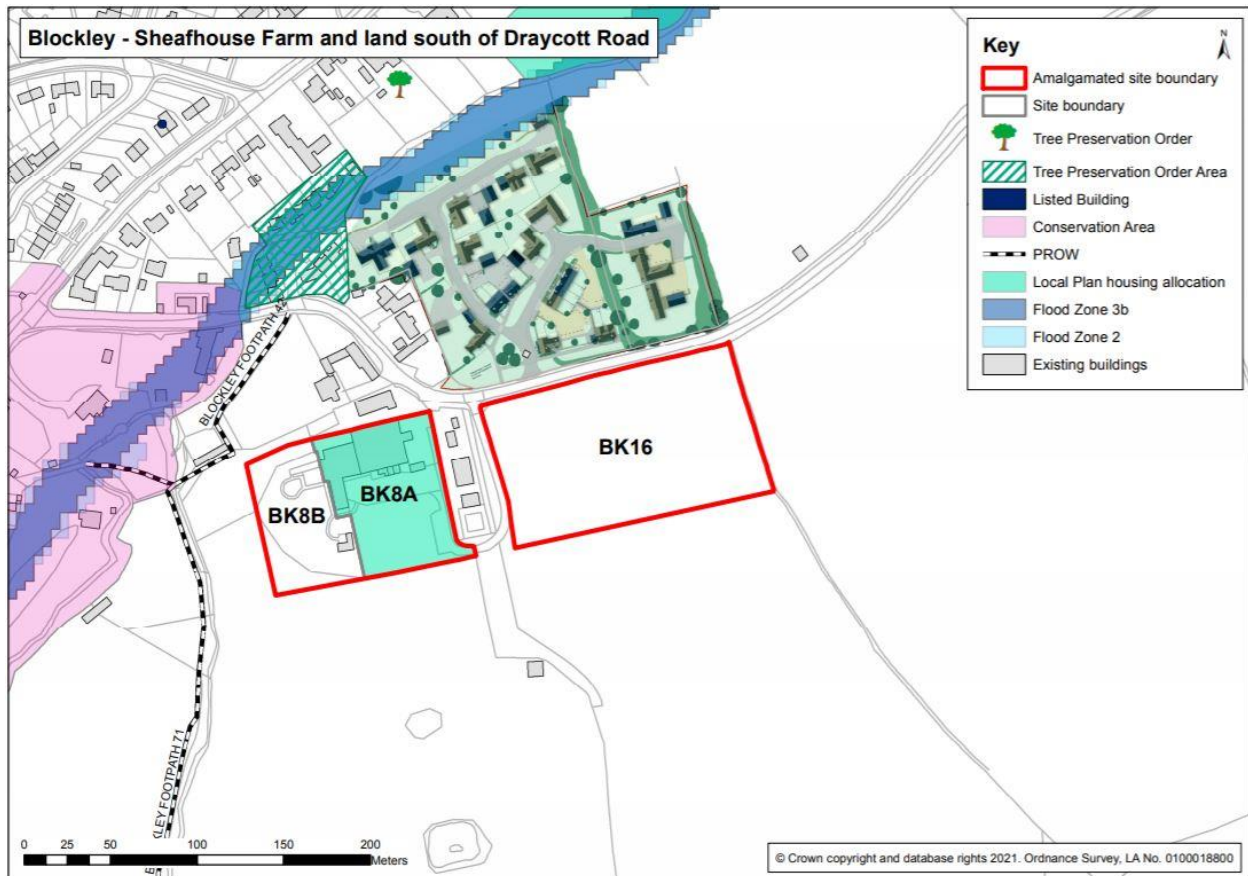 Blockley - Sheafhouse Farm and land south of Draycott Road
Key
N
Amalgamated site boundary
Site boundary
Tree Preservation Order
Tree Preservation Order Area
Listed Building
Conservation Area
PROW
Local Plan housing allocation
Flood Zone 3b
Flood Zone 2
Existing buildings
BLOCKLEY FOOTPATH 42
BK16
BK8A
BK8B
KLEY FOOTPATH 71
0 25 50 100 150 200
Meters
© Crown copyright and database rights 2021. Ordnance Survey, LA No. 0100018800